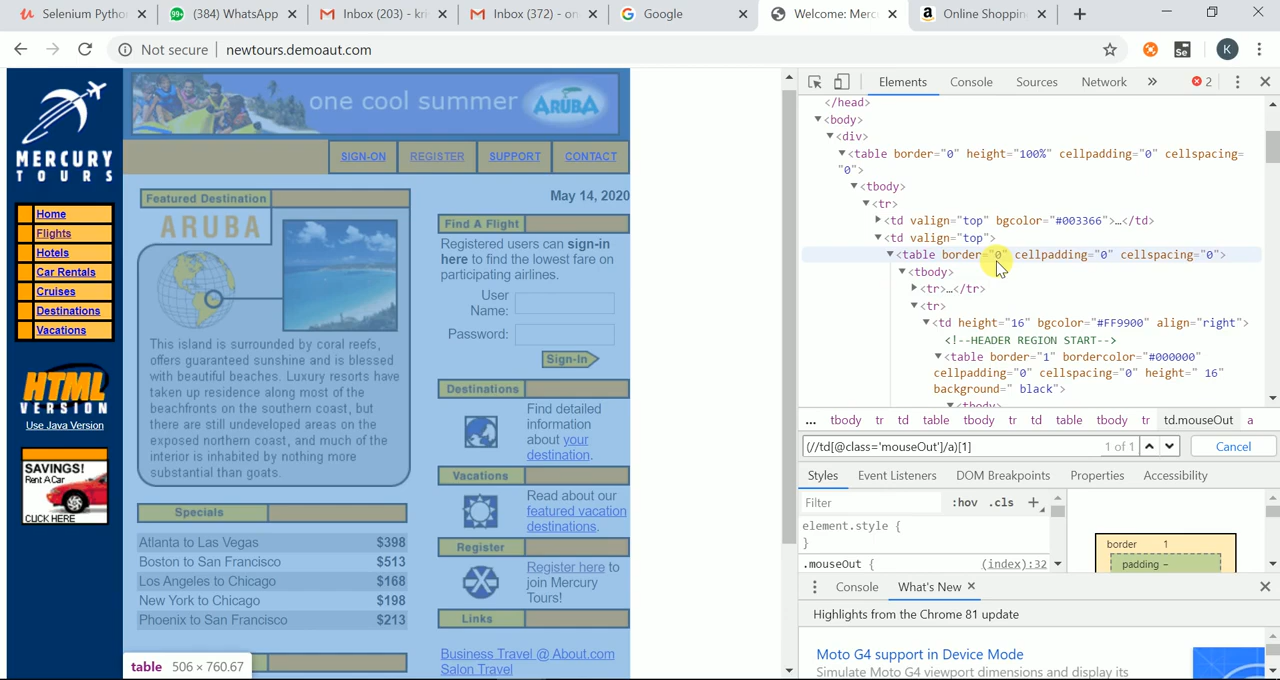 Selenium Pytho
(384) WhatsApp
Inbox (203) - kri
Inbox (372) - on
Google
Welcome: Merc
Online Shoppin
Not secure
newtours.demoaut.com
K
MERCURY
TOURS
Home
Flights
Hotels
Car Rentals
Cruises
Destinations
Vacations
HTML
VERSION
Use Java Version
SAVINGS!
Rent A Car
CLICK HERE
one cool summer
ARUBA
SIGN-ON
REGISTER
SUPPORT
CONTACT
Featured Destination
ARUBA
This island is surrounded by coral reefs,
offers guaranteed sunshine and is blessed
with beautiful beaches. Luxury resorts have
taken up residence along most of the
beachfronts on the southern coast, but
there are still undeveloped areas on the
exposed northern coast, and much of the
interior is inhabited by nothing more
substantial than goats.
Specials
Atlanta to Las Vegas $398
Boston to San Francisco $513
Los Angeles to Chicago $168
New York to Chicago $198
Phoenix to San Francisco $213
table 506 × 760.67
May 14, 2020
Find A Flight
Registered users can sign-in
here to find the lowest fare on
participating airlines.
User
Name:
Password:
Sign-In
Destinations
Find detailed
information
about your
destination.
Vacations
Read about our
featured vacation
destinations.
Register
Register here to
join Mercury
Tours!
Links
Business Travel @ About.com
Salon Travel
Elements
Console
Sources
Network
2
</head>
<body>
<div>
<table border="0" height="100%" cellpadding="0" cellspacing=
"0">
<tbody>
<tr>
<td valign="top" bgcolor="#003366">…</td>
<td valign="top">
<table border="0" cellpadding="0" cellspacing="0">
<tbody>
<tr>…</tr>
<tr>
<td height="16" bgcolor="#FF9900" align="right">
<!--HEADER REGION START-->
<table border="1" bordercolor="#000000"
cellpadding="0" cellspacing="0" height=" 16"
background=" black">
<tbody>
... tbody tr td table tbody tr td table tbody tr td.mouseOut a
(//td[@class='mouseOut']/a)[1]
1 of 1
Cancel
Styles
Event Listeners
DOM Breakpoints
Properties
Accessibility
Filter
:hov .cls +
element.style {
}
.mouseOut {
(index):32
border 1
padding –
Console
What's New
Highlights from the Chrome 81 update
Moto G4 support in Device Mode
Simulate Moto G4 viewport dimensions and display its